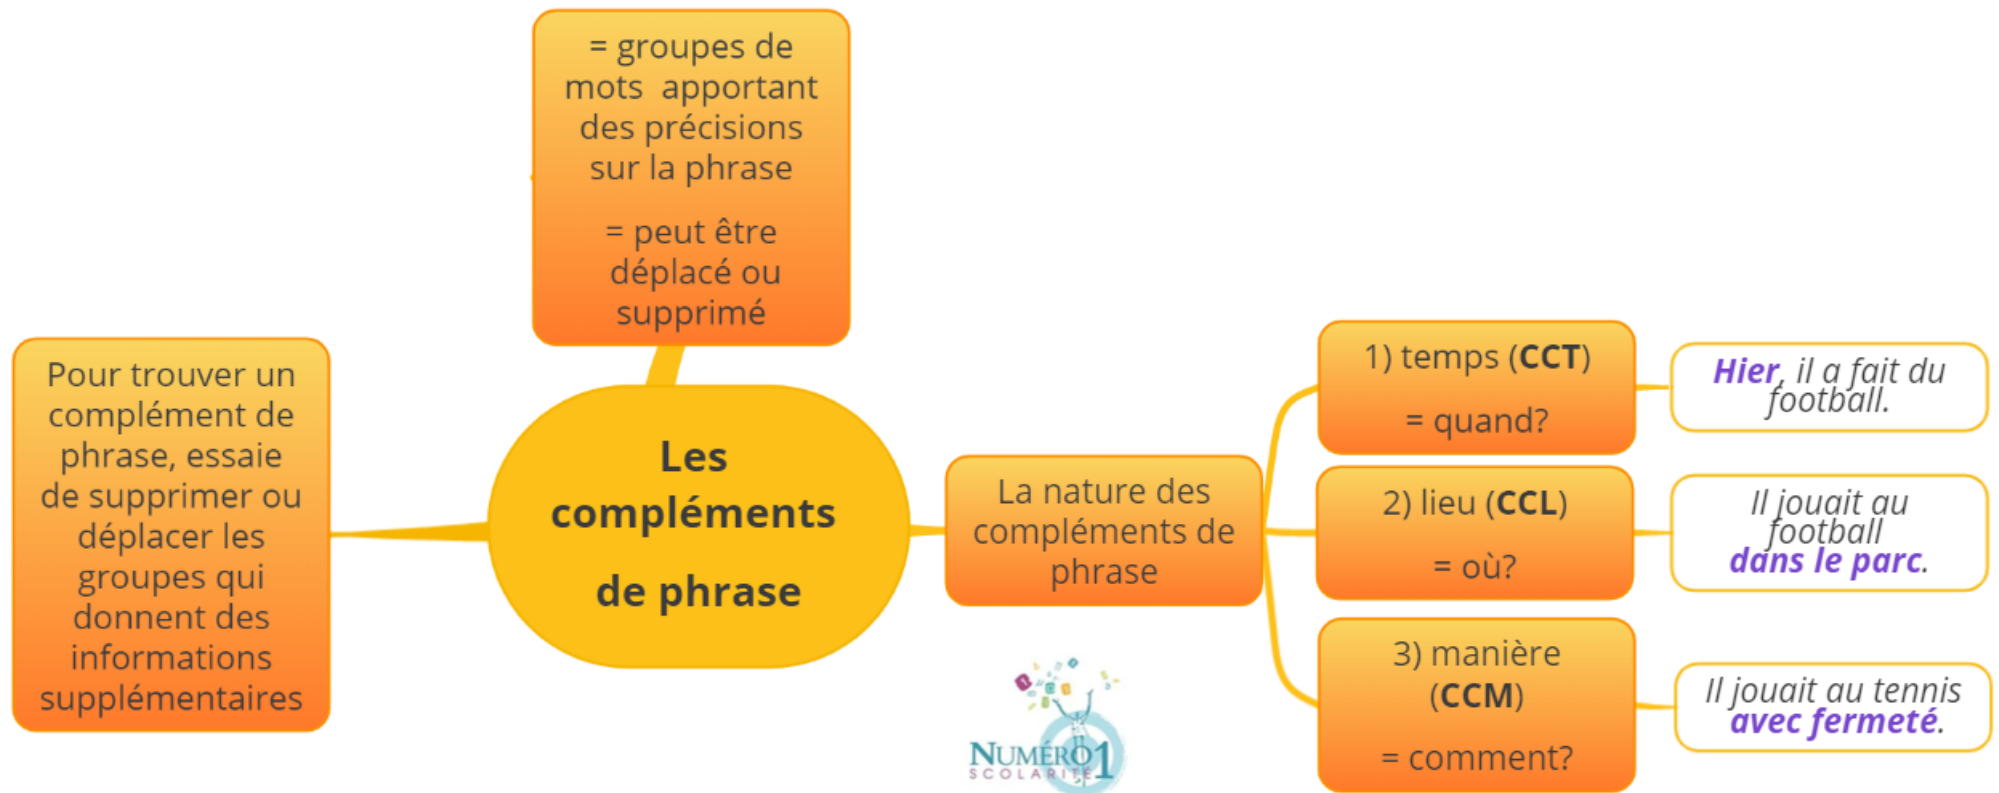 = groupes de
mots apportant
des précisions
sur la phrase
= peut être
déplacé ou
supprimé
Pour trouver un
complément de
phrase, essaie
de supprimer ou
déplacer les
groupes qui
donnent des
informations
supplémentaires
Les
compléments
de phrase
La nature des
compléments de
phrase
1) temps (CCT)
= quand?
Hier, il a fait du
football.
2) lieu (CCL)
= où?
Il jouait au
football
dans le parc.
3) manière
(CCM)
= comment?
Il jouait au tennis
avec fermeté.
NUMÉRO1
SCOLARITÉ